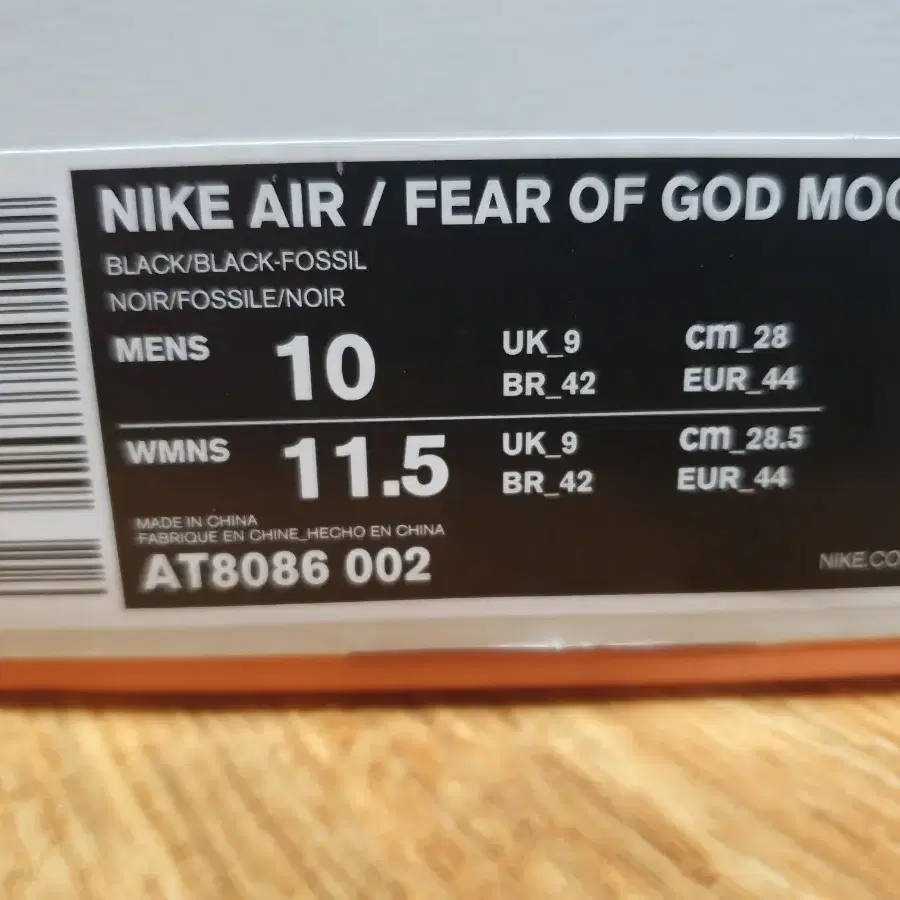 NIKE AIR / FEAR OF GOD MOC
BLACK/BLACK-FOSSIL
NOIR/FOSSILE/NOIR
MENS 10 UK_9 cm_28
BR_42 EUR_44
WMNS 11.5 UK_9 cm_28.5
BR_42 EUR_44
MADE IN CHINA
FABRIQUE EN CHINE_HECHO EN CHINA
AT8086 002
NIKE.CO